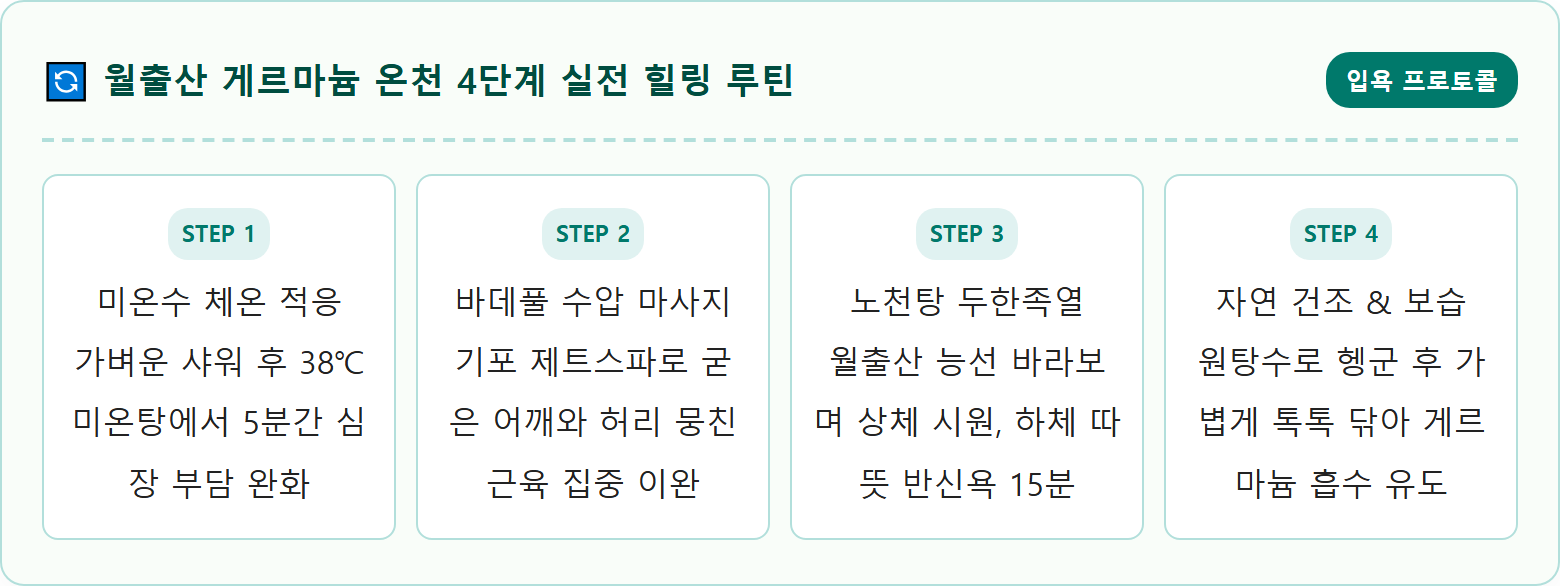 월출산 게르마늄 온천 4단계 실전 힐링 루틴
입욕 프로토콜
STEP 1
미온수 체온 적응
가벼운 샤워 후 38℃
미온탕에서 5분간 심
장 부담 완화
STEP 2
바데풀 수압 마사지
기포 제트스파로 굳
은 어깨와 허리 뭉친
근육 집중 이완
STEP 3
노천탕 두한족열
월출산 능선 바라보
며 상체 시원, 하체 따
뜻 반신욕 15분
STEP 4
자연 건조 & 보습
원탕수로 헹군 후 가
볍게 톡톡 닦아 게르
마늄 흡수 유도